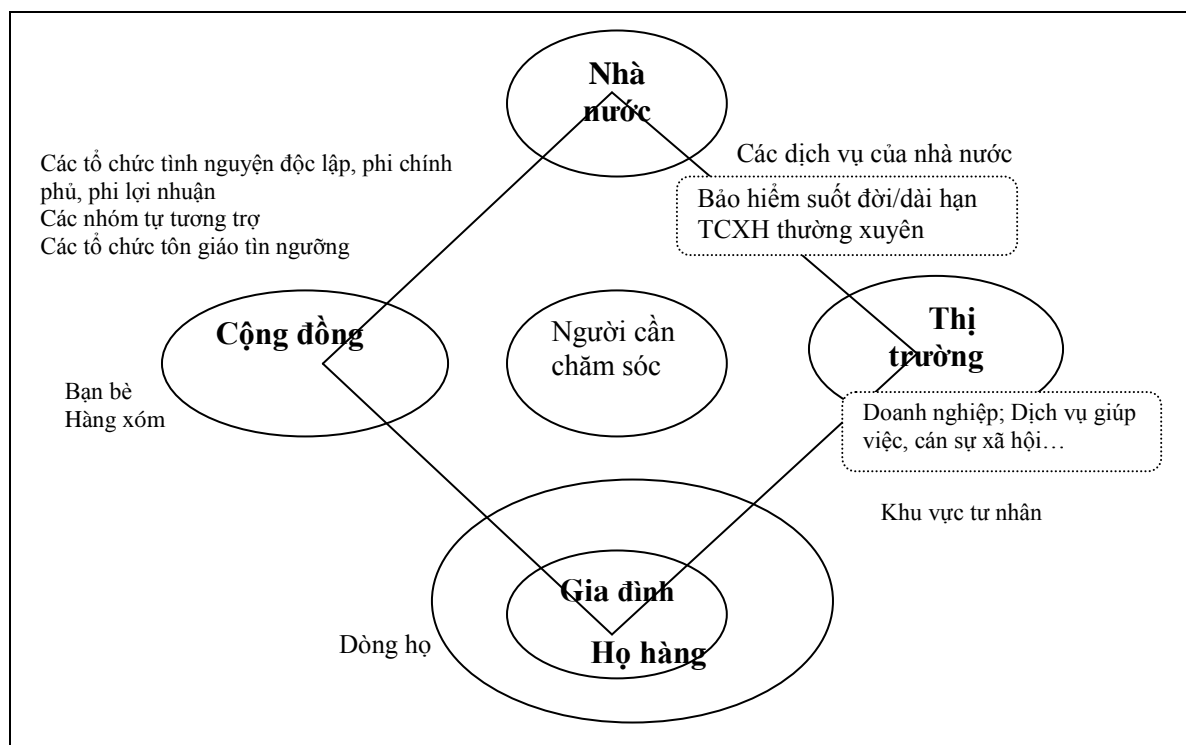 Nhà
nước
Các tổ chức tình nguyện độc lập, phi chính
phủ, phi lợi nhuận
Các nhóm tự tương trợ
Các tổ chức tôn giáo tìn ngưỡng
Các dịch vụ của nhà nước
Bảo hiểm suốt đời/dài hạn
TCXH thường xuyên
Cộng đồng
Người cần
chăm sóc
Thị
trường
Bạn bè
Hàng xóm
Doanh nghiệp; Dịch vụ giúp
việc, cán sự xã hội…
Khu vực tư nhân
Gia đình
Họ hàng
Dòng họ